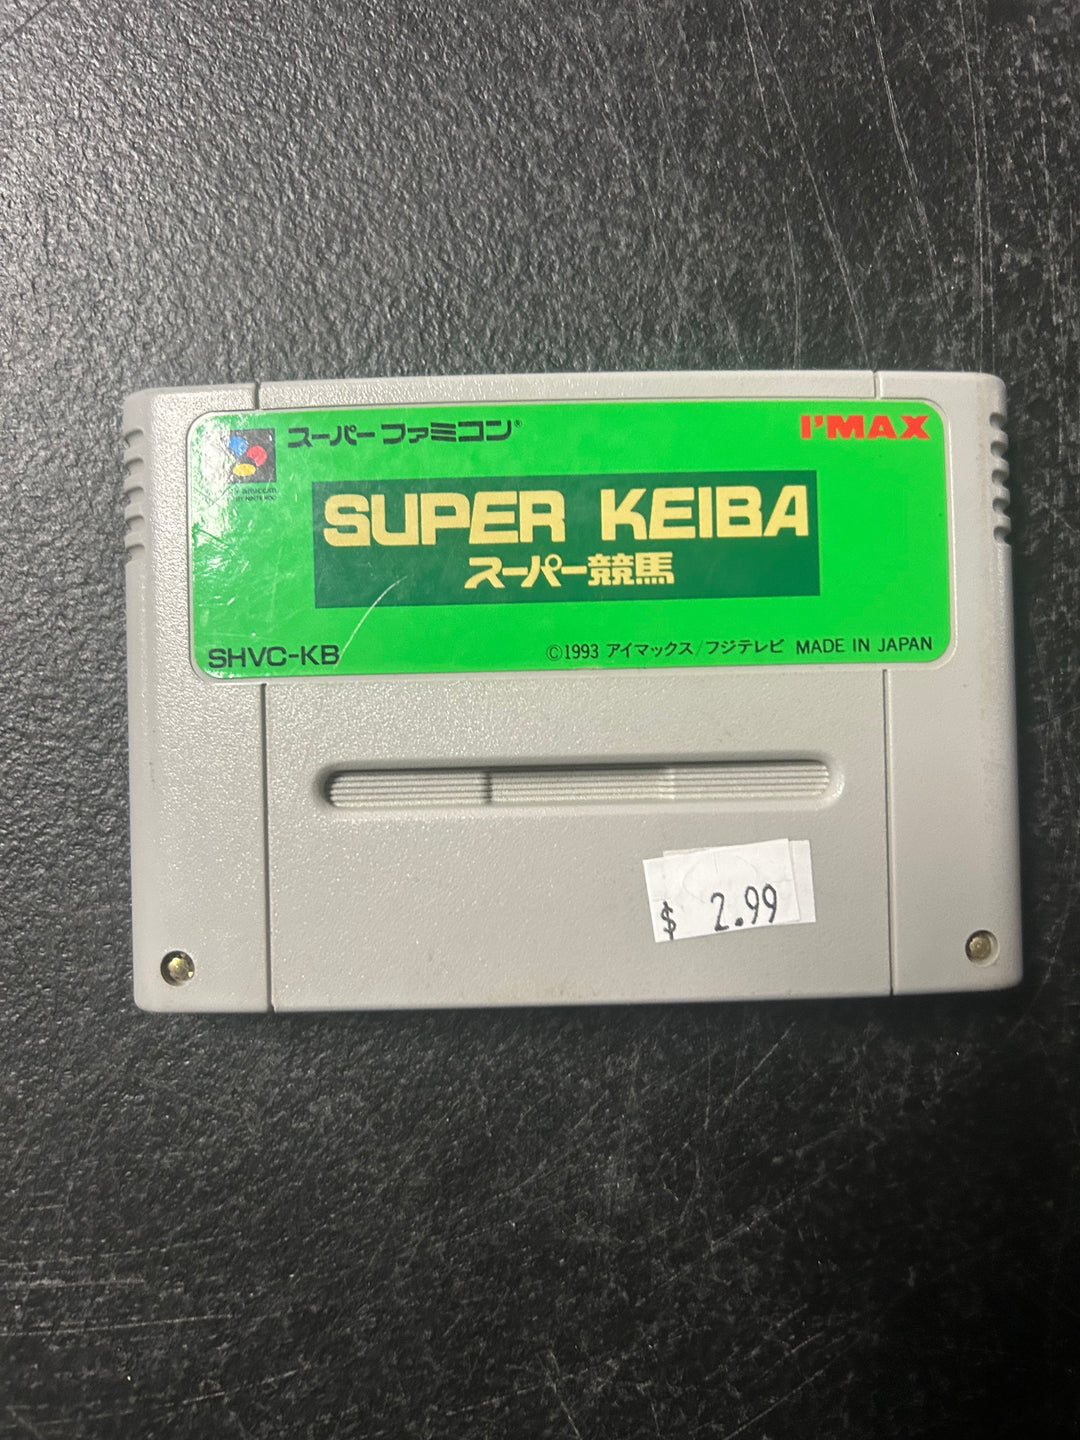 スーパーファミコン®
I'MAX
SUPER KEIBA
スーパー競馬
SHVC-KB
©1993 アイマックス/フジテレビ MADE IN JAPAN
$ 2.99